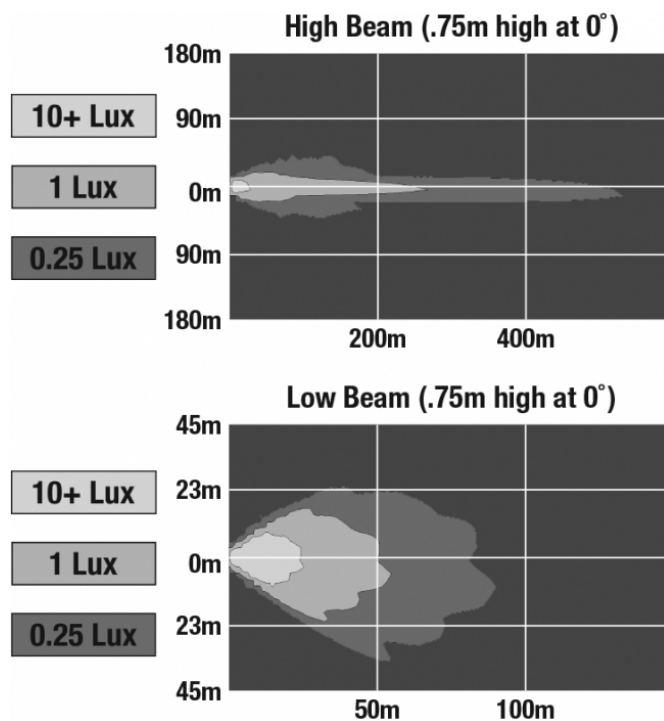 High Beam (.75m high at 0°)
180m
10+ Lux
90m
1 Lux
0m
0.25 Lux
90m
180m
200m 400m
Low Beam (.75m high at 0°)
45m
10+ Lux
23m
1 Lux
0m
0.25 Lux
23m
45m
50m 100m